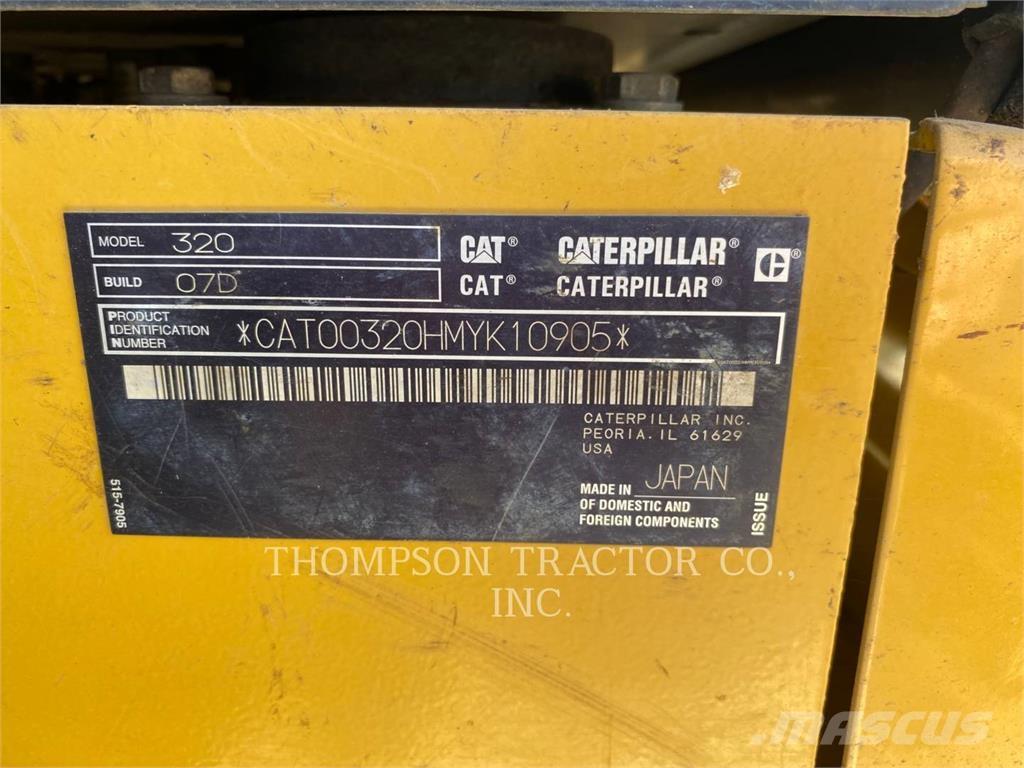 MODEL 320
BUILD 07D
CAT® CATERPILLAR®
CAT® CATERPILLAR®
PRODUCT
IDENTIFICATION
NUMBER
*CAT00320HMYK10905*
CATERPILLAR INC.
PEORIA, IL 61629
USA
MADE IN JAPAN
OF DOMESTIC AND
FOREIGN COMPONENTS
515-7905
ISSUE
THOMPSON TRACTOR CO.,
INC.
MASCUS